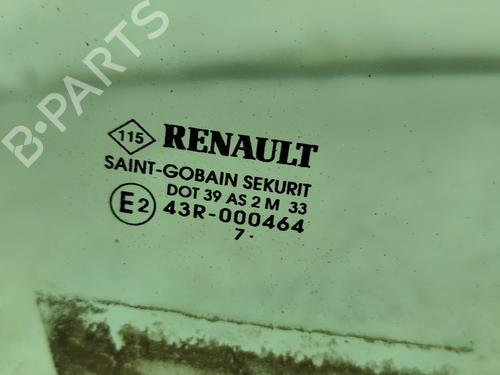 B-PARTS
115 RENAULT
SAINT-GOBAIN SEKURIT
DOT 39 AS 2 M 33
E2 43R-000464
7 .